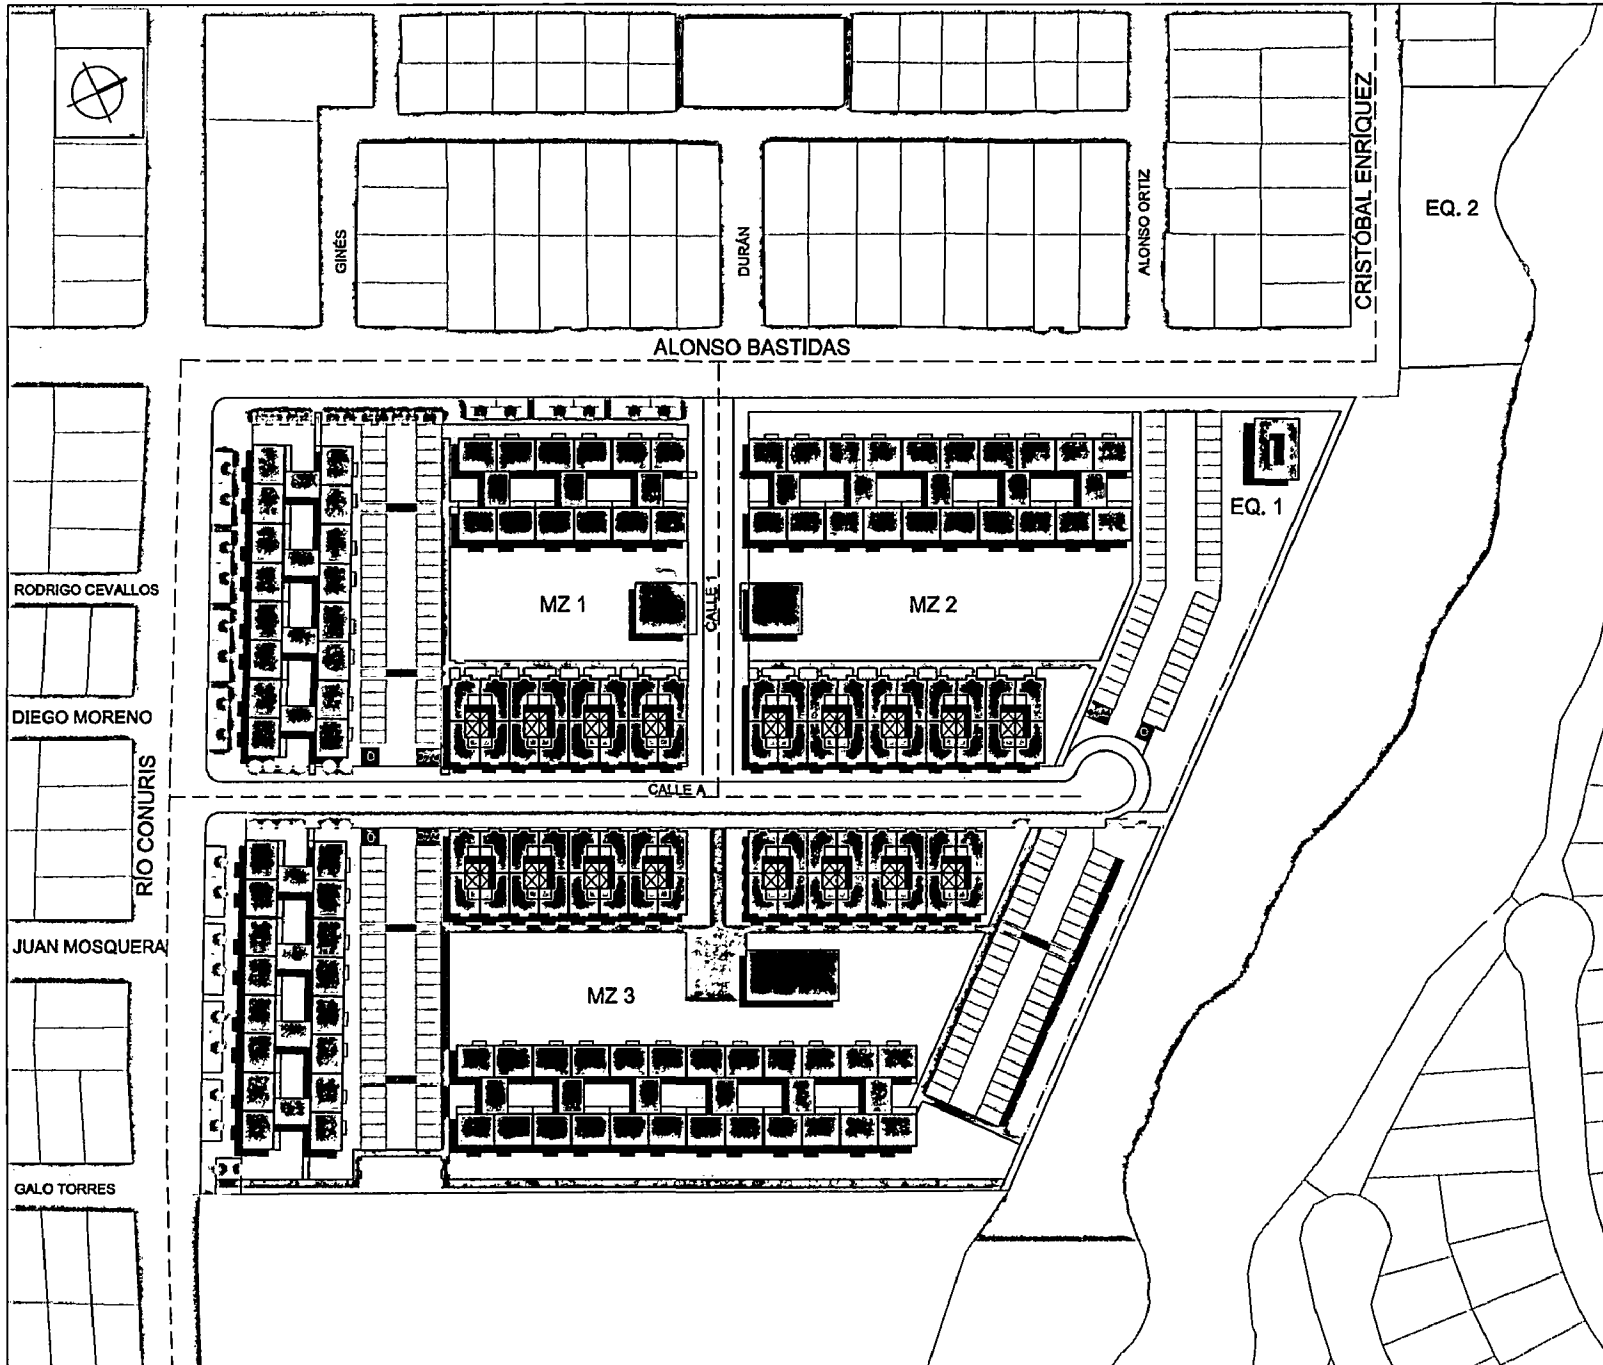 CRISTÓBAL ENRÍQUEZ
EQ. 2
ALONSO ORTIZ
GINÉS
DURÁN
ALONSO BASTIDAS
EQ. 1
RODRIGO CEVALLOS
MZ 1
CALLE 1
MZ 2
DIEGO MORENO
RIO CONURIS
CALLE A
JUAN MOSQUERA
MZ 3
GALO TORRES